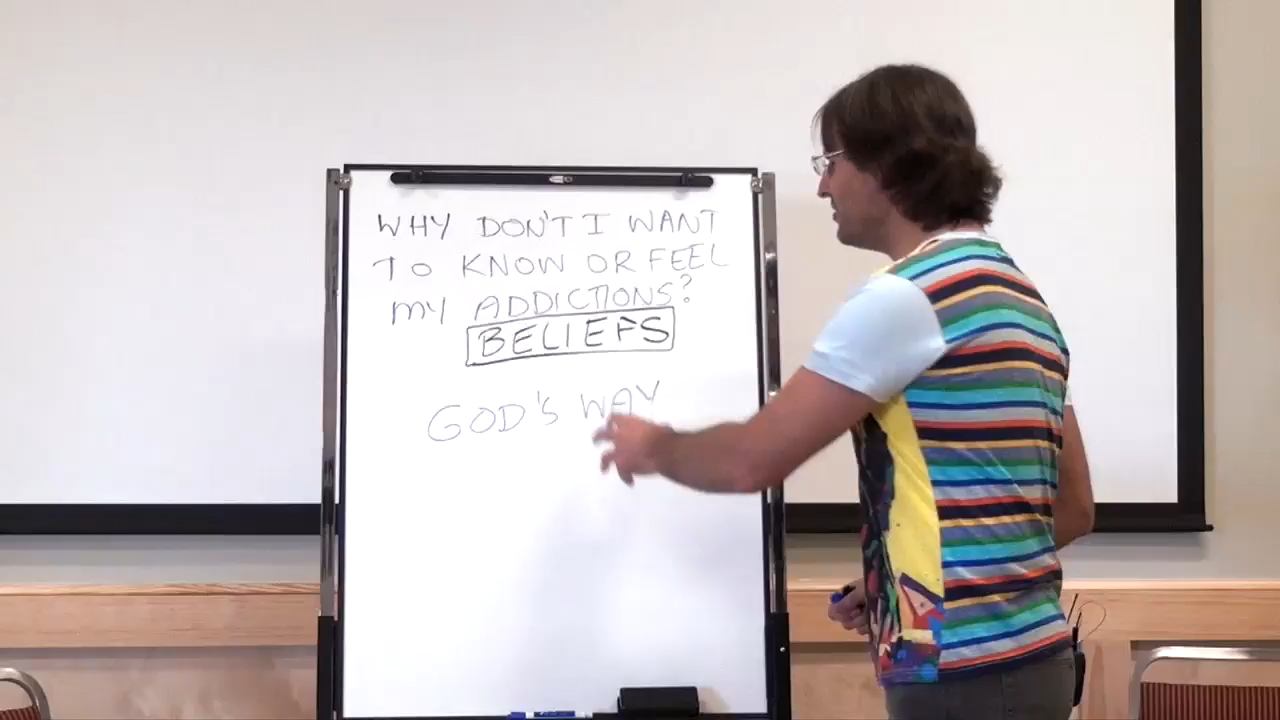 WHY DON'T I WANT
TO KNOW OR FEEL
MY ADDICTIONS?
BELIEFS
GOD'S WAY